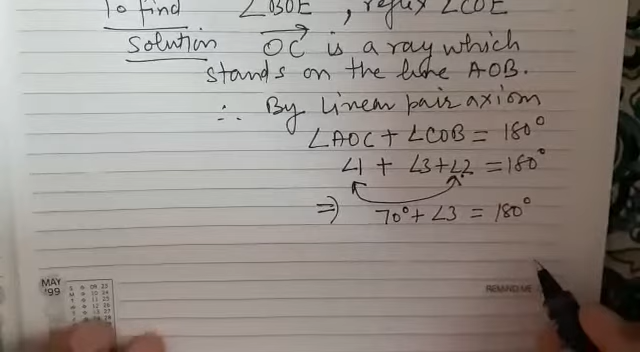 To find ∠BOE, reflex ∠COE
Solution OC is a ray which
stands on the line AOB.
∴ By Linear pair axiom
∠AOC + ∠COB = 180°
∠1 + ∠3 + ∠2 = 180°
⇒ 70° + ∠3 = 180°
MAY
'99
REMIND ME